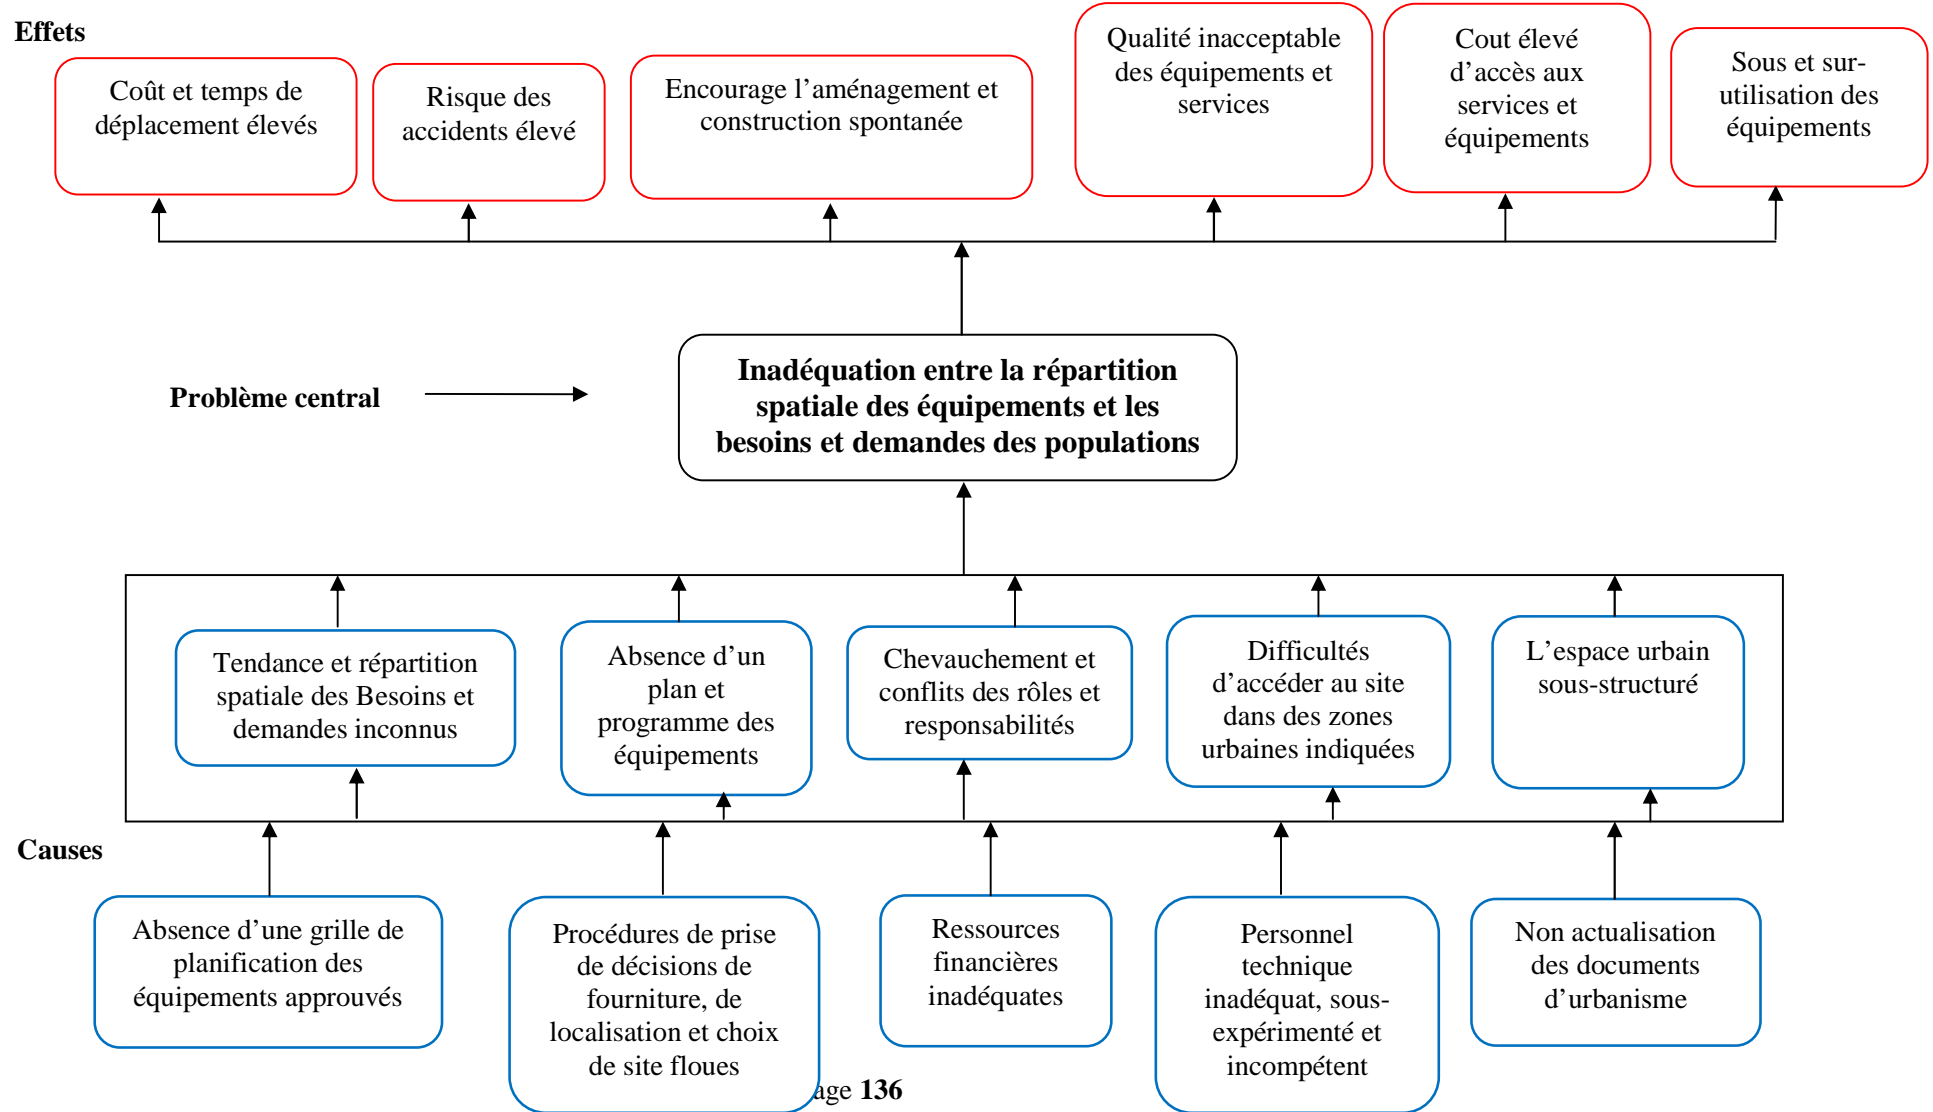 Effets
Coût et temps de
déplacement élevés
Risque des
accidents élevé
Encourage l’aménagement et
construction spontanée
Qualité inacceptable
des équipements et
services
Cout élevé
d’accès aux
services et
équipements
Sous et sur-
utilisation des
équipements
Problème central
Inadéquation entre la répartition
spatiale des équipements et les
besoins et demandes des populations
Tendance et répartition
spatiale des Besoins et
demandes inconnus
Absence d’un
plan et
programme des
équipements
Chevauchement et
conflits des rôles et
responsabilités
Difficultés
d’accéder au site
dans des zones
urbaines indiquées
L’espace urbain
sous-structuré
Causes
Absence d’une grille de
planification des
équipements approuvés
Procédures de prise
de décisions de
fourniture, de
localisation et choix
de site floues
Ressources
financières
inadéquates
Personnel
technique
inadéquat, sous-
expérimenté et
incompétent
Non actualisation
des documents
d’urbanisme
age 136